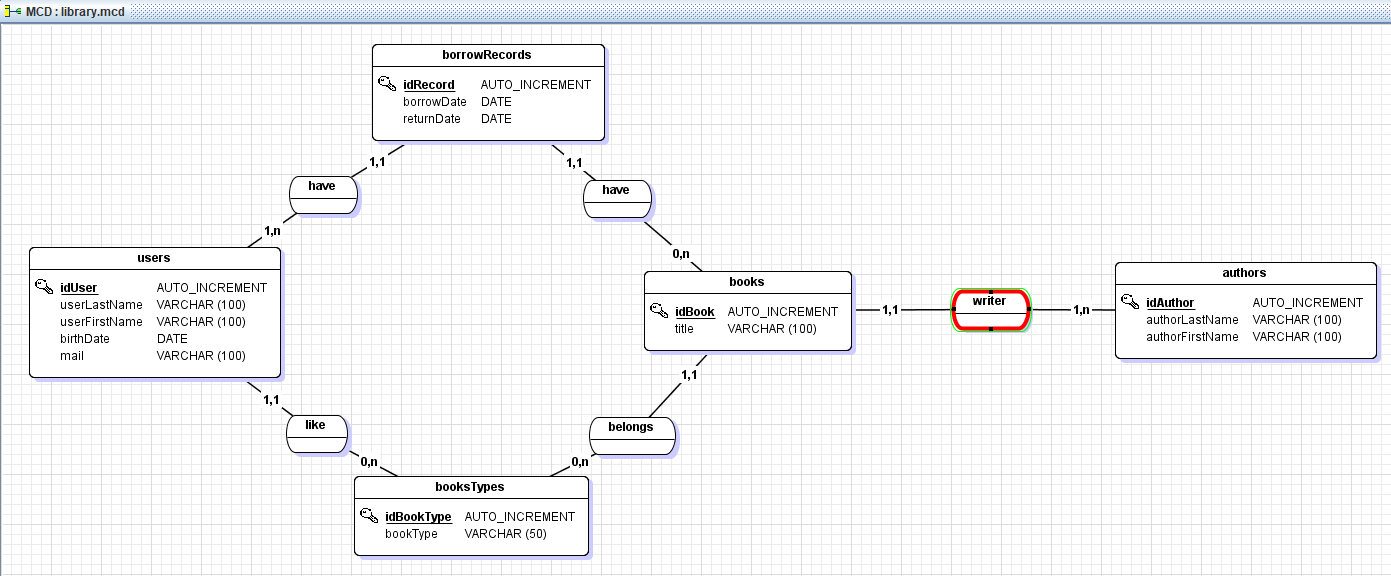 MCD : library.mcd
borrowRecords
idRecord AUTO_INCREMENT
borrowDate DATE
returnDate DATE
1,1
1,1
have
have
1,n
0,n
users
idUser AUTO_INCREMENT
userLastName VARCHAR (100)
userFirstName VARCHAR (100)
birthDate DATE
mail VARCHAR (100)
books
idBook AUTO_INCREMENT
title VARCHAR (100)
1,1
writer
1,n
authors
idAuthor AUTO_INCREMENT
authorLastName VARCHAR (100)
authorFirstName VARCHAR (100)
1,1
1,1
like
belongs
0,n
0,n
booksTypes
idBookType AUTO_INCREMENT
bookType VARCHAR (50)